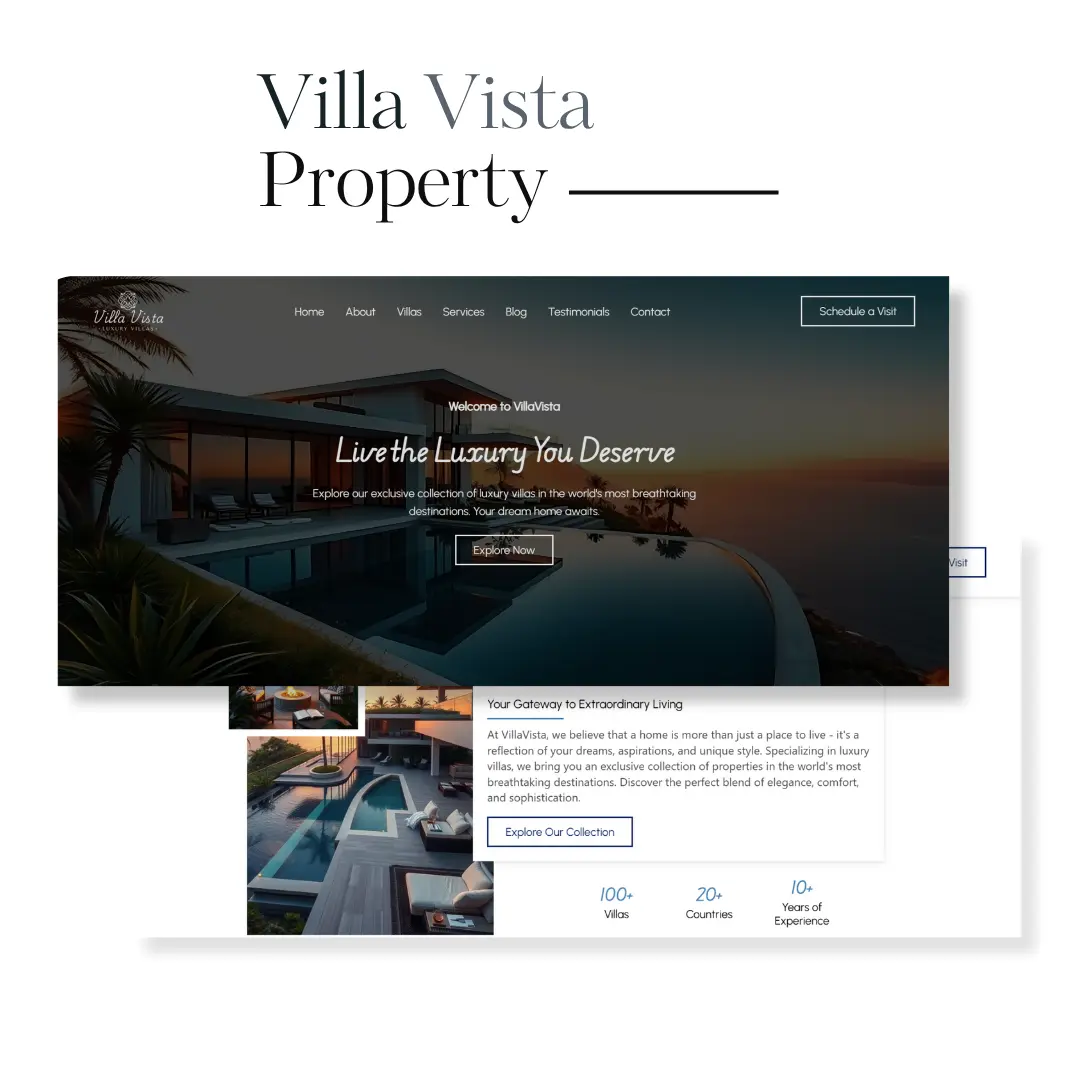 Villa Vista
Property
Villa Vista
LUXURY VILLAS
Home About Villas Services Blog Testimonials Contact
Schedule a Visit
Welcome to VillaVista
Live the Luxury You Deserve
Explore our exclusive collection of luxury villas in the world's most breathtaking
destinations. Your dream home awaits.
Explore Now
Visit
Your Gateway to Extraordinary Living
At VillaVista, we believe that a home is more than just a place to live - it's a
reflection of your dreams, aspirations, and unique style. Specializing in luxury
villas, we bring you an exclusive collection of properties in the world's most
breathtaking destinations. Discover the perfect blend of elegance, comfort,
and sophistication.
Explore Our Collection
100+ 20+ 10+
Villas Countries Years of
Experience